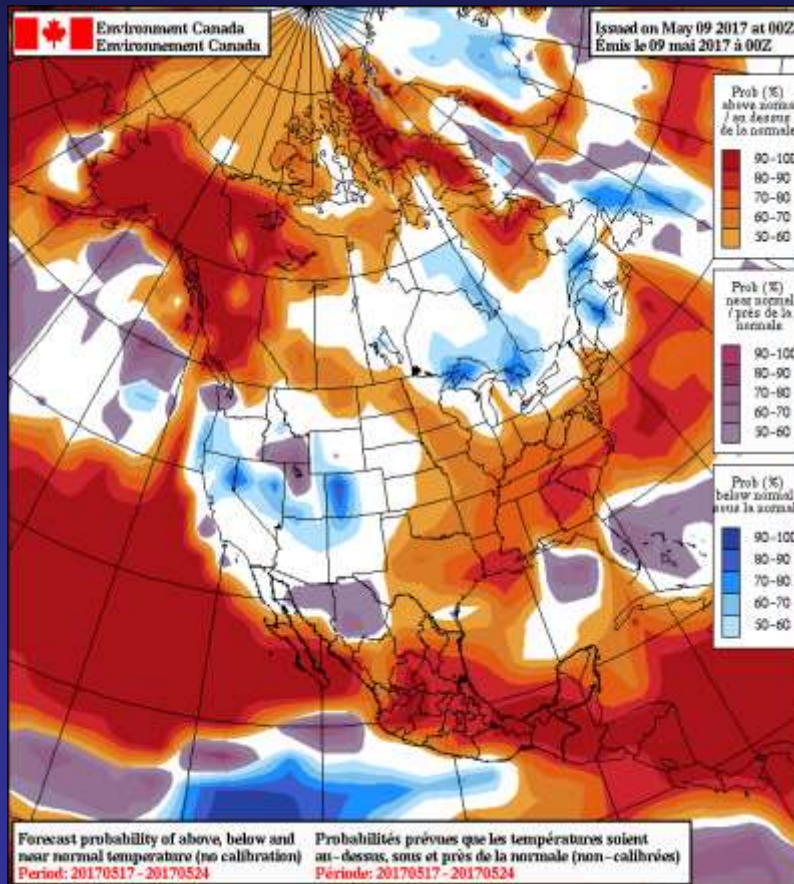 Environment Canada
Environnement Canada
Issued on May 09 2017 at 00Z
Émis le 09 mai 2017 à 00Z
Prob (%)
above normal
/ au dessus
de la normale
90-100
80-90
70-80
60-70
50-60
Prob (%)
near normal
/ près de la
normale
90-100
80-90
70-80
60-70
50-60
Prob (%)
below normal
sous la normale
90-100
80-90
70-80
60-70
50-60
Forecast probability of above, below and
near normal temperature (no calibration)
Period: 20170517 - 20170524
Probabilités prévues que les températures soient
au-dessus, sous et près de la normale (non-calibrées)
Période: 20170517 - 20170524